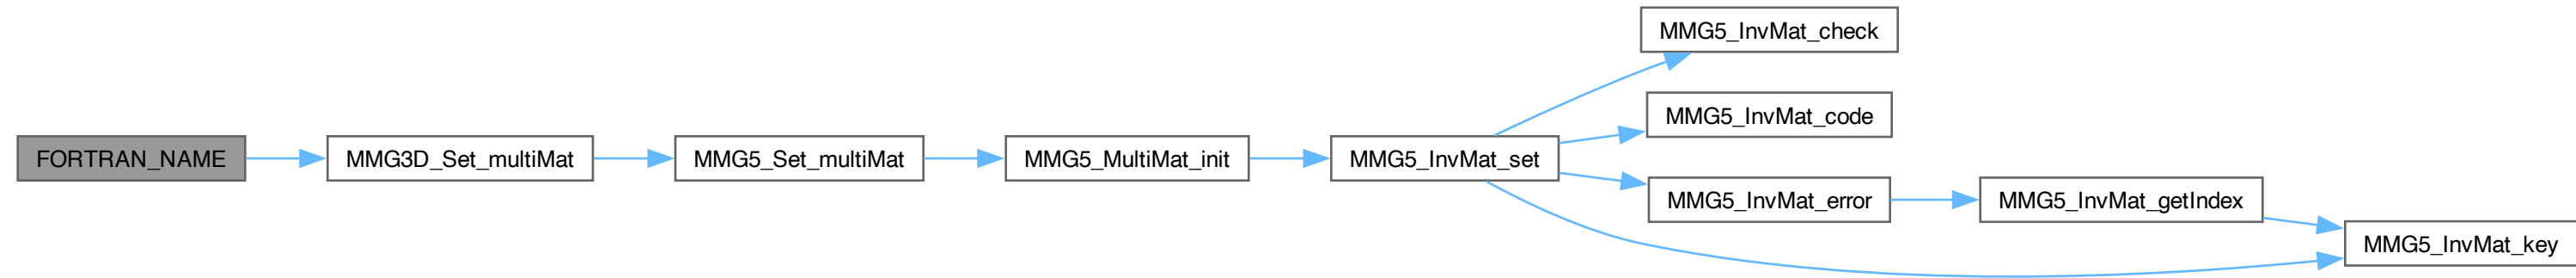 FORTRAN_NAME
MMG3D_Set_multiMat
MMG5_Set_multiMat
MMG5_MultiMat_init
MMG5_InvMat_set
MMG5_InvMat_check
MMG5_InvMat_code
MMG5_InvMat_error
MMG5_InvMat_getIndex
MMG5_InvMat_key